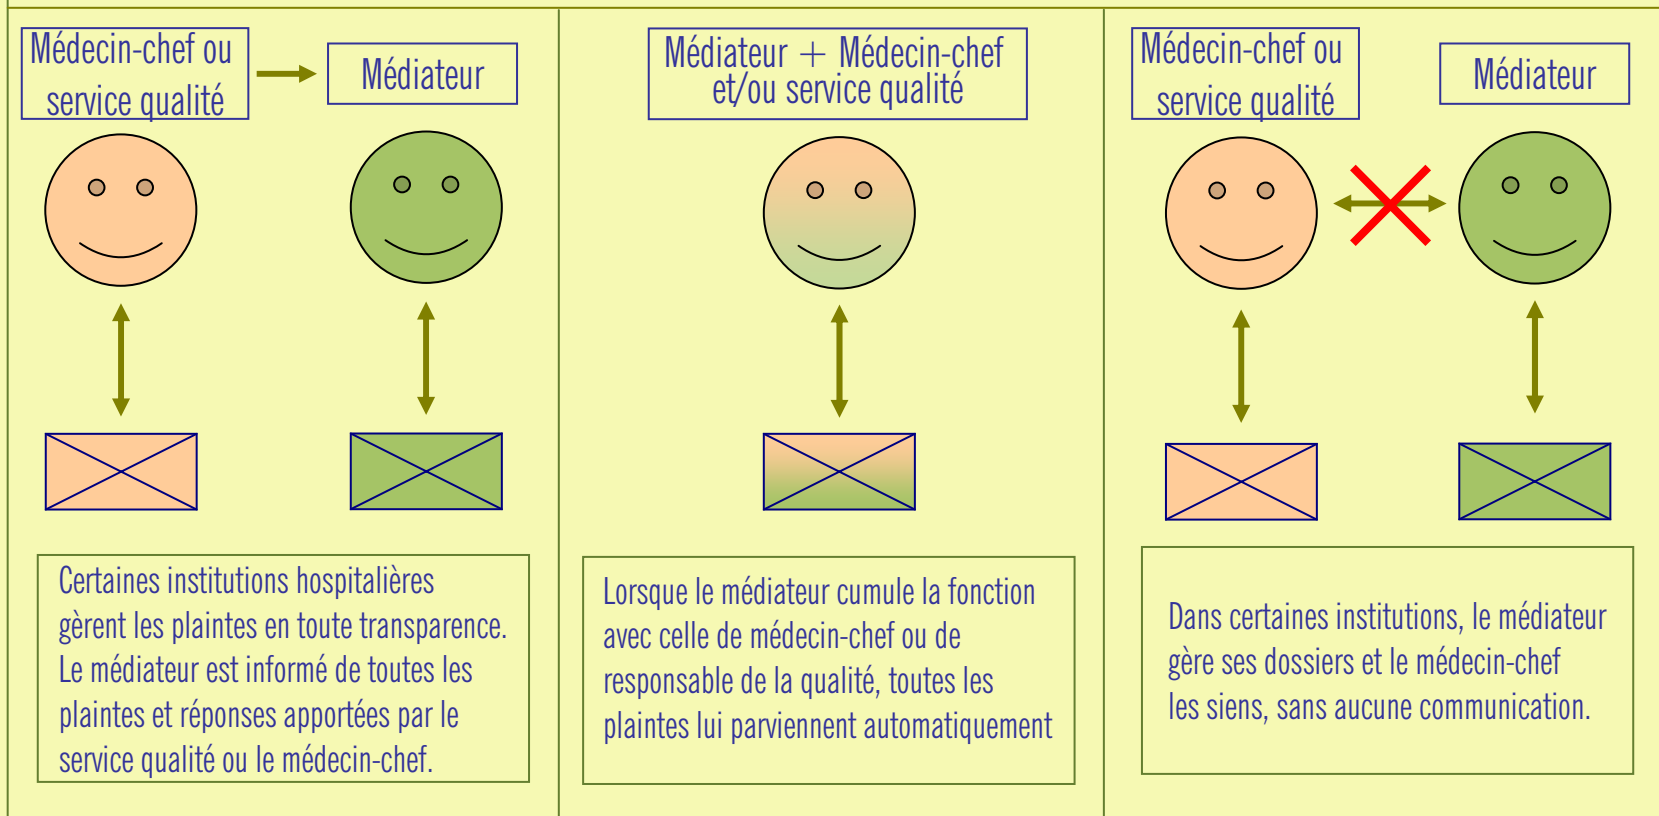 Médecin-chef ou
service qualité
Médiateur
Certaines institutions hospitalières
gèrent les plaintes en toute transparence.
Le médiateur est informé de toutes les
plaintes et réponses apportées par le
service qualité ou le médecin-chef.
Médiateur + Médecin-chef
et/ou service qualité
Lorsque le médiateur cumule la fonction
avec celle de médecin-chef ou de
responsable de la qualité, toutes les
plaintes lui parviennent automatiquement
Médecin-chef ou
service qualité
Médiateur
Dans certaines institutions, le médiateur
gère ses dossiers et le médecin-chef
les siens, sans aucune communication.